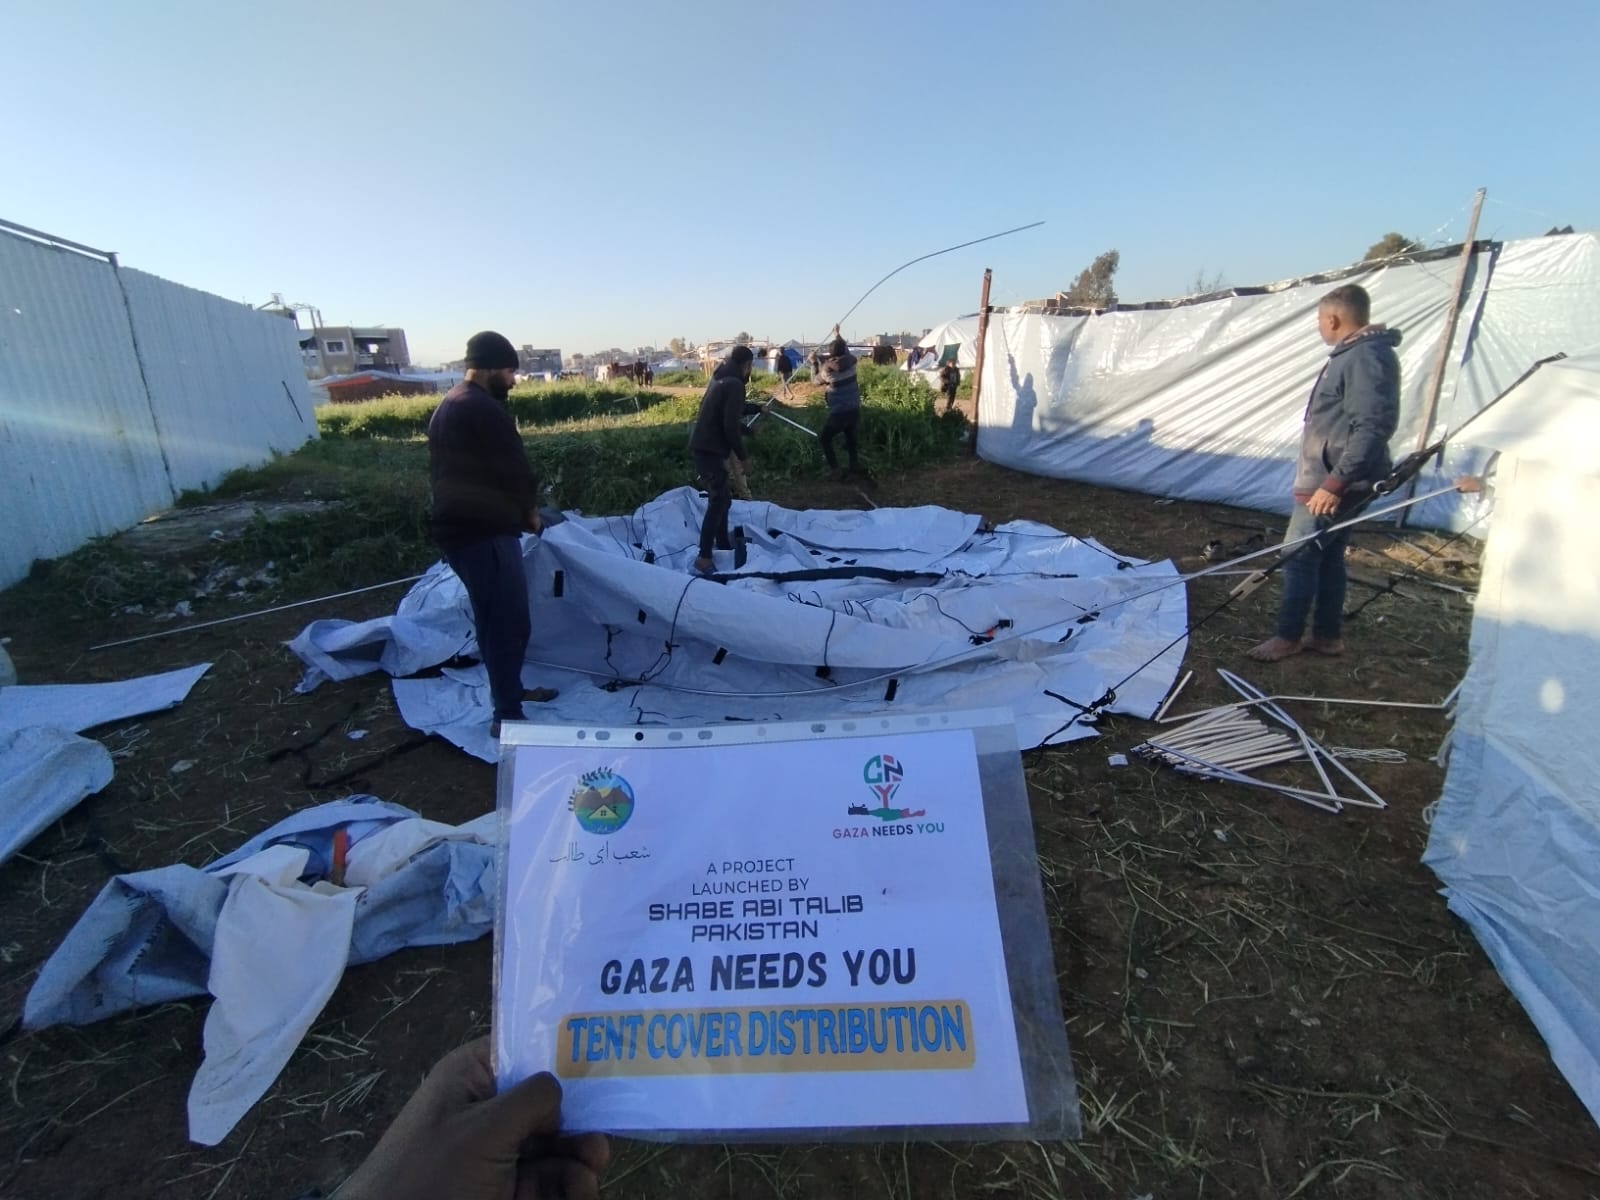 شعب أبي طالب
GNY
GAZA NEEDS YOU
A PROJECT
LAUNCHED BY
SHABE ABI TALIB
PAKISTAN
GAZA NEEDS YOU
TENT COVER DISTRIBUTION